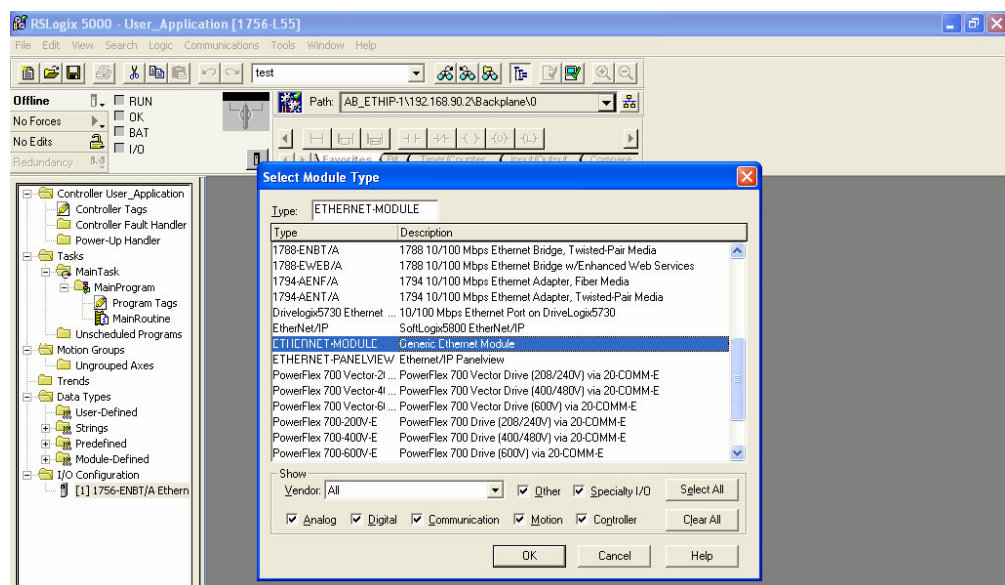 RSLogix 5000 - User_Application [1756-L55]
File Edit View Search Logic Communications Tools Window Help
test
Offline RUN
No Forces OK
No Edits BAT
Redundancy I/O
Path: AB_ETHIP-1\192.168.90.2\Backplane\0
Favorites Bit Timer/Counter Input/Output Compare
Controller User_Application
Controller Tags
Controller Fault Handler
Power-Up Handler
Tasks
MainTask
MainProgram
Program Tags
MainRoutine
Unscheduled Programs
Motion Groups
Ungrouped Axes
Trends
Data Types
User-Defined
Strings
Predefined
Module-Defined
I/O Configuration
[1] 1756-ENBT/A Ethern
Select Module Type
Type: ETHERNET-MODULE
Type Description
1788-ENBT/A 1788 10/100 Mbps Ethernet Bridge, Twisted-Pair Media
1788-EWEB/A 1788 10/100 Mbps Ethernet Bridge w/Enhanced Web Services
1794-AENF/A 1794 10/100 Mbps Ethernet Adapter, Fiber Media
1794-AENT/A 1794 10/100 Mbps Ethernet Adapter, Twisted-Pair Media
Drivelogix5730 Ethernet ... 10/100 Mbps Ethernet Port on DriveLogix5730
EtherNet/IP SoftLogix5800 EtherNet/IP
ETHERNET-MODULE Generic Ethernet Module
ETHERNET-PANELVIEW Ethernet/IP Panelview
PowerFlex 700 Vector-2( ... PowerFlex 700 Vector Drive (208/240V) via 20-COMM-E
PowerFlex 700 Vector-4( ... PowerFlex 700 Vector Drive (400/480V) via 20-COMM-E
PowerFlex 700 Vector-6( ... PowerFlex 700 Vector Drive (600V) via 20-COMM-E
PowerFlex 700-200V-E PowerFlex 700 Drive (208/240V) via 20-COMM-E
PowerFlex 700-400V-E PowerFlex 700 Drive (400/480V) via 20-COMM-E
PowerFlex 700-600V-E PowerFlex 700 Drive (600V) via 20-COMM-E
Show
Vendor: All Other Specialty I/O Select All
Analog Digital Communication Motion Controller Clear All
OK Cancel Help